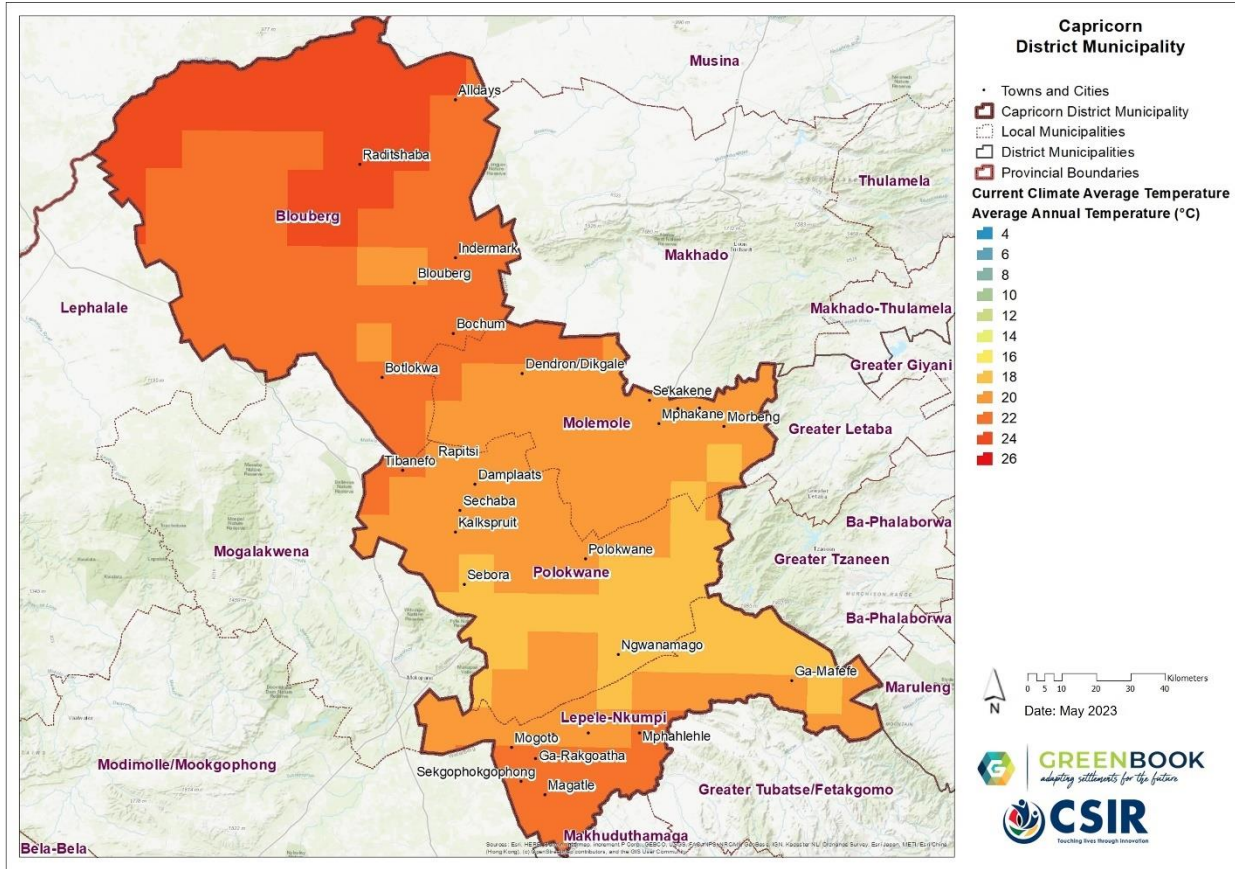 Capricorn
District Municipality
Towns and Cities
Capricorn District Municipality
Local Municipalities
District Municipalities
Provincial Boundaries
Current Climate Average Temperature
Average Annual Temperature (°C)
4
6
8
10
12
14
16
18
20
22
24
26
Musina
Alldays
Raditshaba
Thulamela
Blouberg
Indermark
Makhado
Blouberg
Lephalale
Makhado-Thulamela
Bochum
Greater Giyani
Botlokwa
Dendron/Dikgale
Sekakene
Molemole
Mphakane
Morbeng
Greater Letaba
Rapitsi
Tibanefo
Damplaats
Sechaba
Kalkspruit
Ba-Phalaborwa
Mogalakwena
Polokwane
Greater Tzaneen
Polokwane
Sebora
Ba-Phalaborwa
Ngwanamago
Ga-Mafefe
Maruleng
Lepele-Nkumpi
Mogoto
Mphahlehle
Ga-Rakgoatha
Modimolle/Mookgophong
Sekgophokgophong
Magatle
Greater Tubatse/Fetakgomo
Makhuduthamaga
Bela-Bela
N
0 5 10 20 30 40
Kilometers
Date: May 2023
G
GREENBOOK
adapting settlements for the future
CSIR
Touching lives through innovation